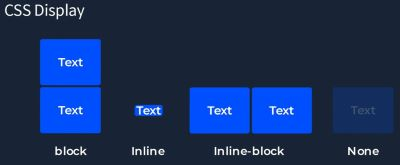 CSS Display
Text
Text Text Text Text Text
block Inline Inline-block None